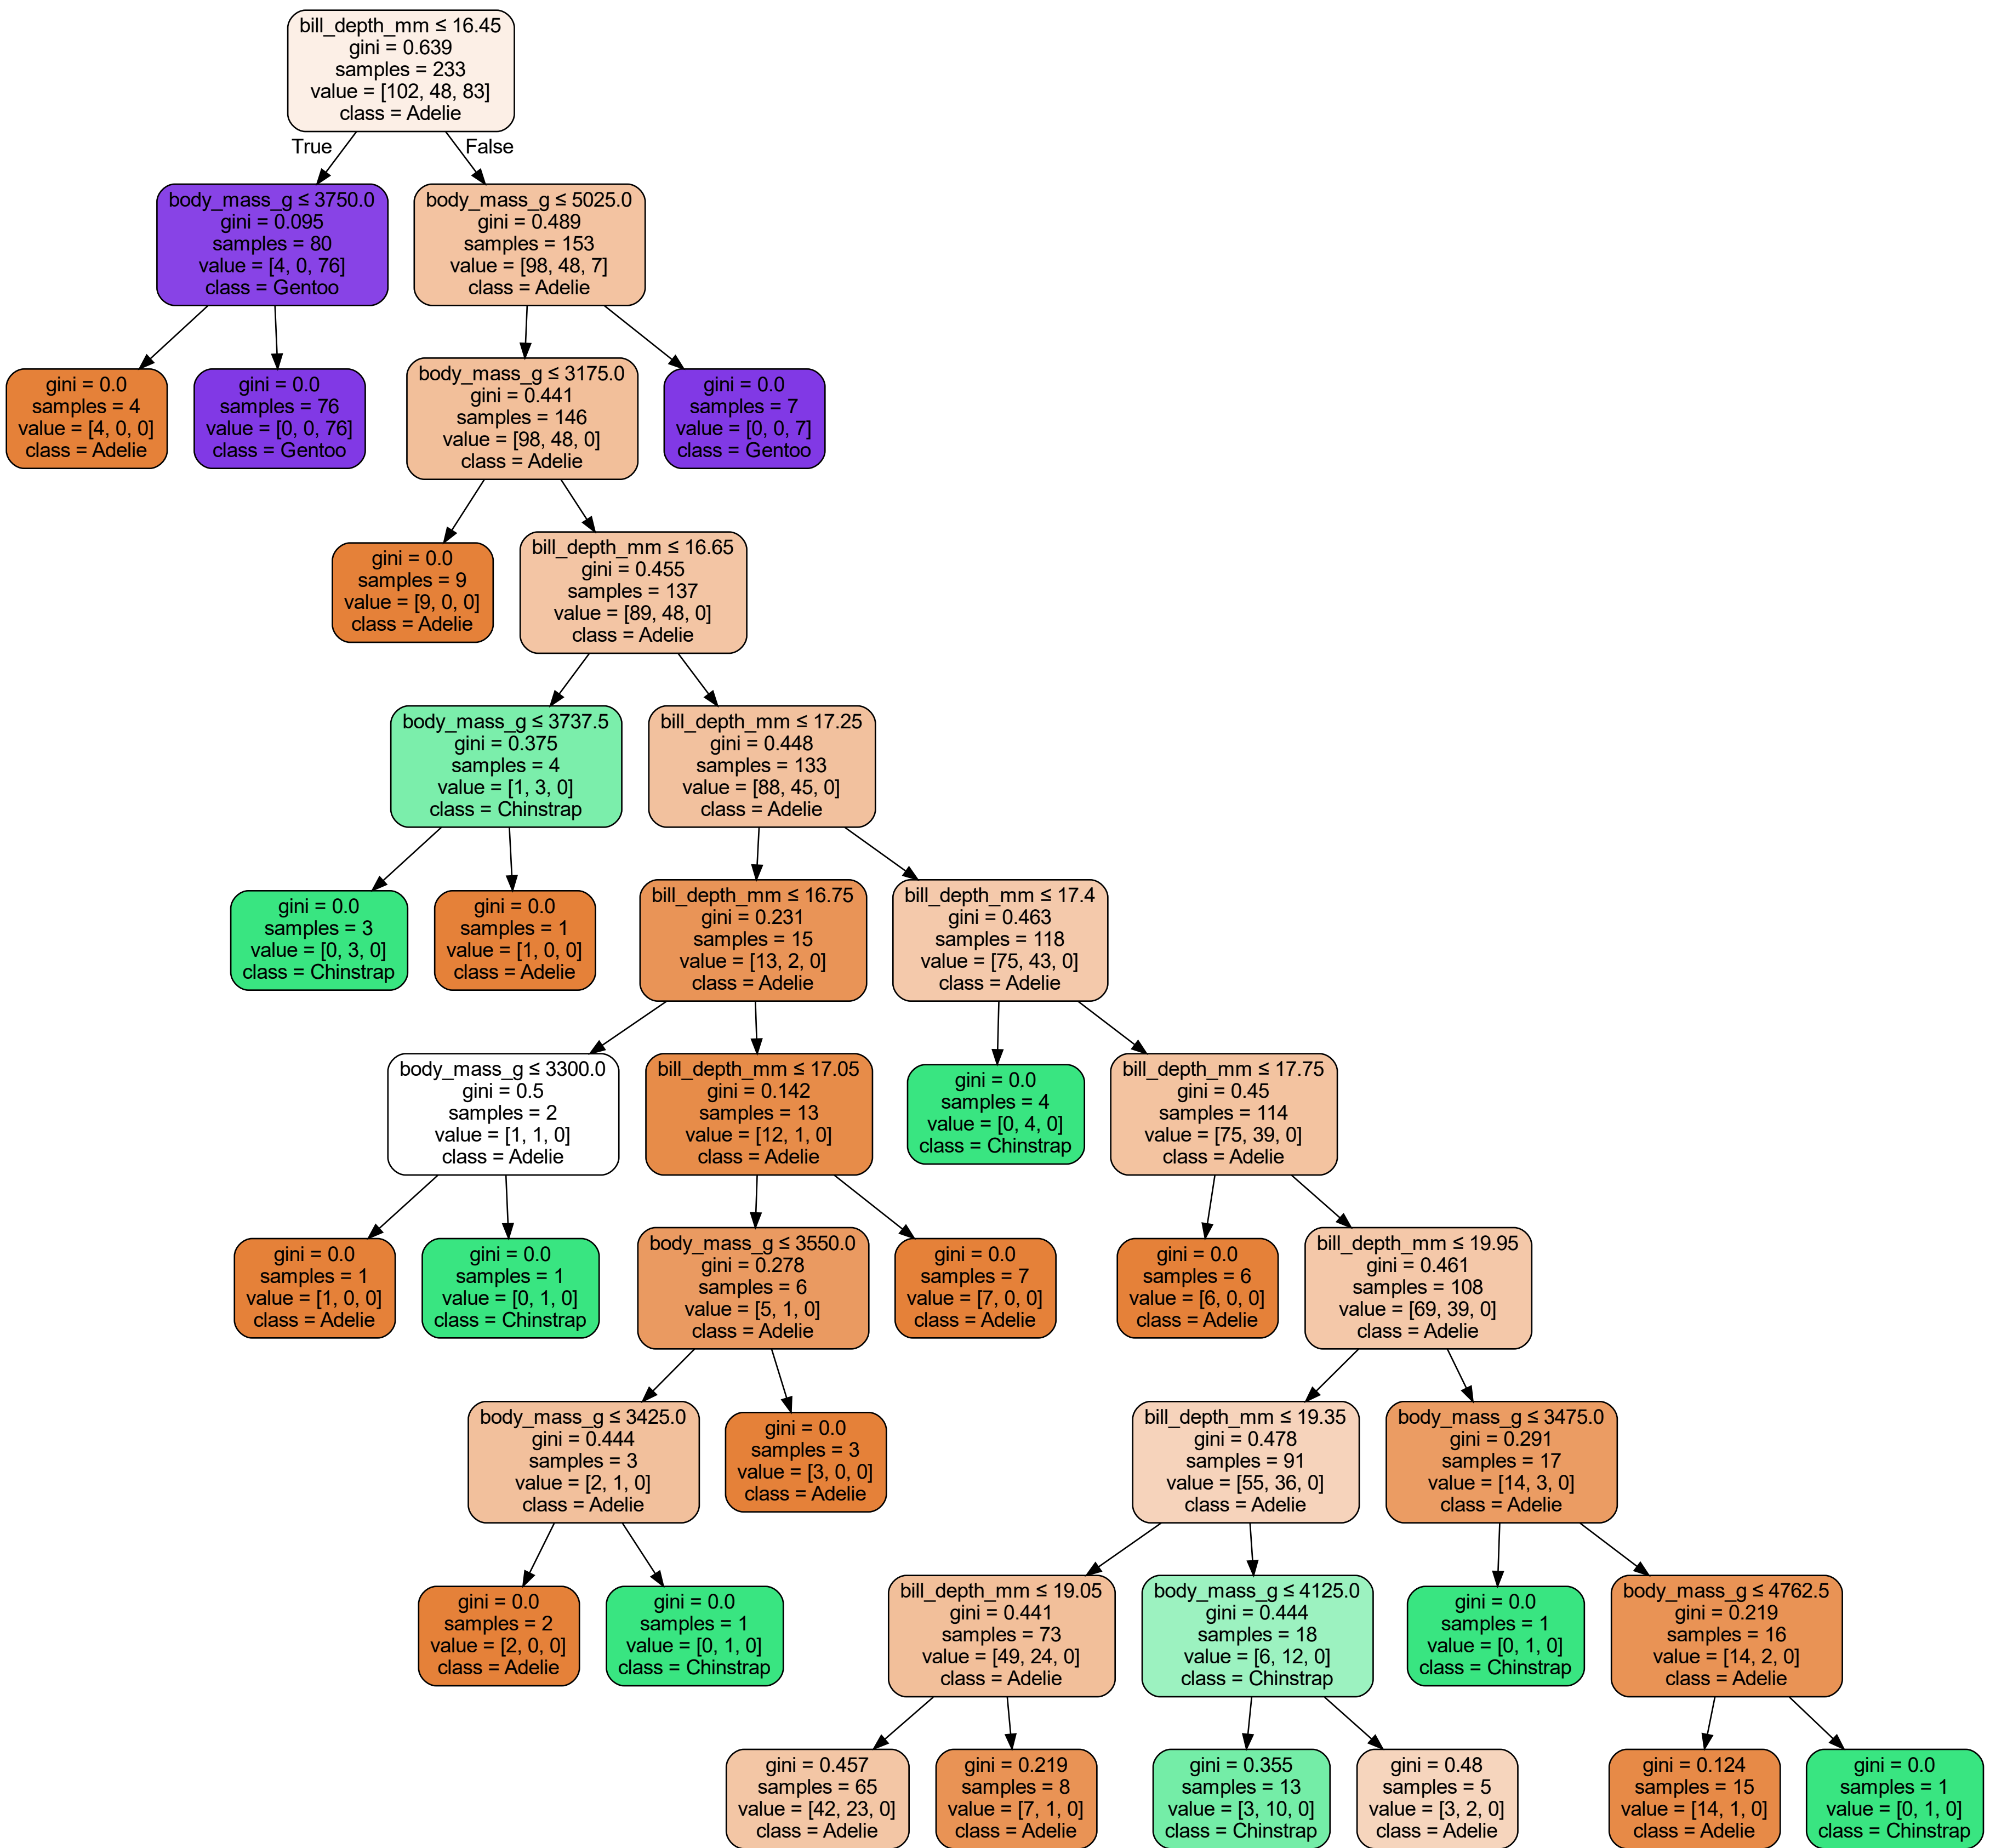 bill_depth_mm ≤ 16.45
gini = 0.639
samples = 233
value = [102, 48, 83]
class = Adelie
True
False
body_mass_g ≤ 3750.0
gini = 0.095
samples = 80
value = [4, 0, 76]
class = Gentoo
body_mass_g ≤ 5025.0
gini = 0.489
samples = 153
value = [98, 48, 7]
class = Adelie
gini = 0.0
samples = 4
value = [4, 0, 0]
class = Adelie
gini = 0.0
samples = 76
value = [0, 0, 76]
class = Gentoo
body_mass_g ≤ 3175.0
gini = 0.441
samples = 146
value = [98, 48, 0]
class = Adelie
gini = 0.0
samples = 7
value = [0, 0, 7]
class = Gentoo
gini = 0.0
samples = 9
value = [9, 0, 0]
class = Adelie
bill_depth_mm ≤ 16.65
gini = 0.455
samples = 137
value = [89, 48, 0]
class = Adelie
body_mass_g ≤ 3737.5
gini = 0.375
samples = 4
value = [1, 3, 0]
class = Chinstrap
bill_depth_mm ≤ 17.25
gini = 0.448
samples = 133
value = [88, 45, 0]
class = Adelie
gini = 0.0
samples = 3
value = [0, 3, 0]
class = Chinstrap
gini = 0.0
samples = 1
value = [1, 0, 0]
class = Adelie
bill_depth_mm ≤ 16.75
gini = 0.231
samples = 15
value = [13, 2, 0]
class = Adelie
bill_depth_mm ≤ 17.4
gini = 0.463
samples = 118
value = [75, 43, 0]
class = Adelie
body_mass_g ≤ 3300.0
gini = 0.5
samples = 2
value = [1, 1, 0]
class = Adelie
bill_depth_mm ≤ 17.05
gini = 0.142
samples = 13
value = [12, 1, 0]
class = Adelie
gini = 0.0
samples = 4
value = [0, 4, 0]
class = Chinstrap
bill_depth_mm ≤ 17.75
gini = 0.45
samples = 114
value = [75, 39, 0]
class = Adelie
gini = 0.0
samples = 1
value = [1, 0, 0]
class = Adelie
gini = 0.0
samples = 1
value = [0, 1, 0]
class = Chinstrap
body_mass_g ≤ 3550.0
gini = 0.278
samples = 6
value = [5, 1, 0]
class = Adelie
gini = 0.0
samples = 7
value = [7, 0, 0]
class = Adelie
gini = 0.0
samples = 6
value = [6, 0, 0]
class = Adelie
bill_depth_mm ≤ 19.95
gini = 0.461
samples = 108
value = [69, 39, 0]
class = Adelie
body_mass_g ≤ 3425.0
gini = 0.444
samples = 3
value = [2, 1, 0]
class = Adelie
gini = 0.0
samples = 3
value = [3, 0, 0]
class = Adelie
bill_depth_mm ≤ 19.35
gini = 0.478
samples = 91
value = [55, 36, 0]
class = Adelie
body_mass_g ≤ 3475.0
gini = 0.291
samples = 17
value = [14, 3, 0]
class = Adelie
gini = 0.0
samples = 2
value = [2, 0, 0]
class = Adelie
gini = 0.0
samples = 1
value = [0, 1, 0]
class = Chinstrap
bill_depth_mm ≤ 19.05
gini = 0.441
samples = 73
value = [49, 24, 0]
class = Adelie
body_mass_g ≤ 4125.0
gini = 0.444
samples = 18
value = [6, 12, 0]
class = Chinstrap
gini = 0.0
samples = 1
value = [0, 1, 0]
class = Chinstrap
body_mass_g ≤ 4762.5
gini = 0.219
samples = 16
value = [14, 2, 0]
class = Adelie
gini = 0.457
samples = 65
value = [42, 23, 0]
class = Adelie
gini = 0.219
samples = 8
value = [7, 1, 0]
class = Adelie
gini = 0.355
samples = 13
value = [3, 10, 0]
class = Chinstrap
gini = 0.48
samples = 5
value = [3, 2, 0]
class = Adelie
gini = 0.124
samples = 15
value = [14, 1, 0]
class = Adelie
gini = 0.0
samples = 1
value = [0, 1, 0]
class = Chinstrap